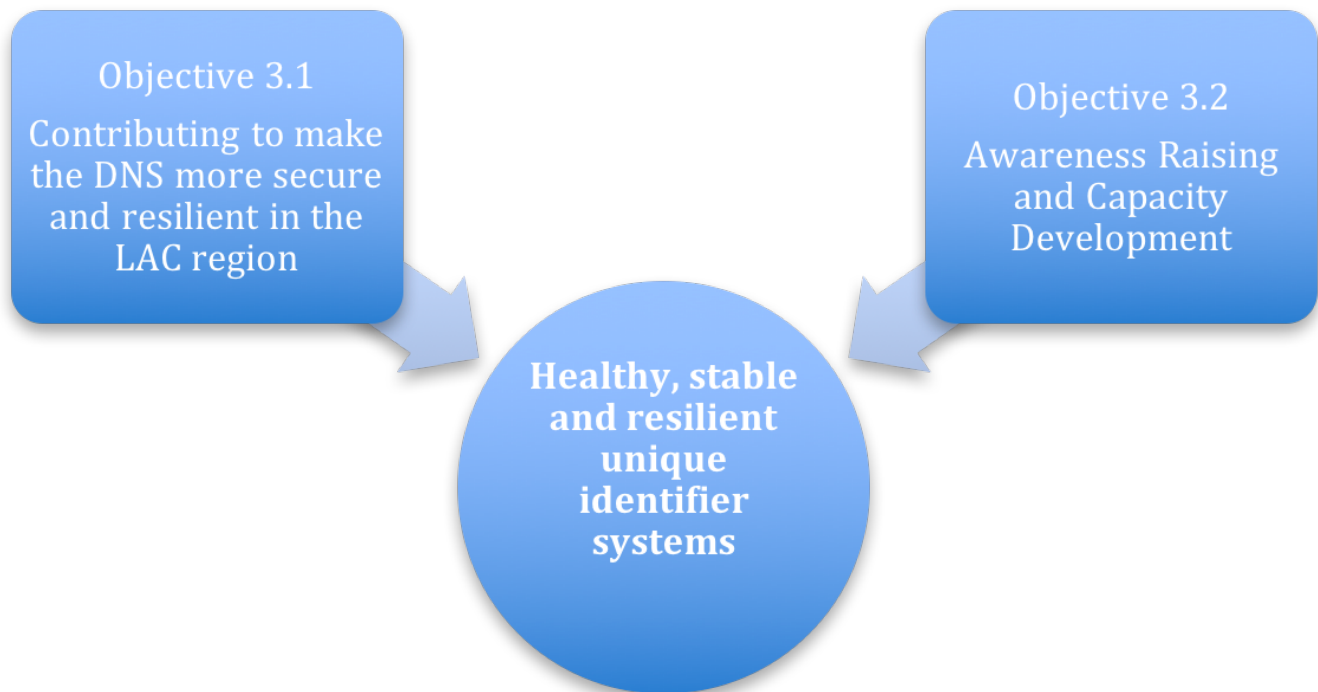 Objective 3.1
Contributing to make
the DNS more secure
and resilient in the
LAC region
Objective 3.2
Awareness Raising
and Capacity
Development
Healthy, stable
and resilient
unique
identifier
systems